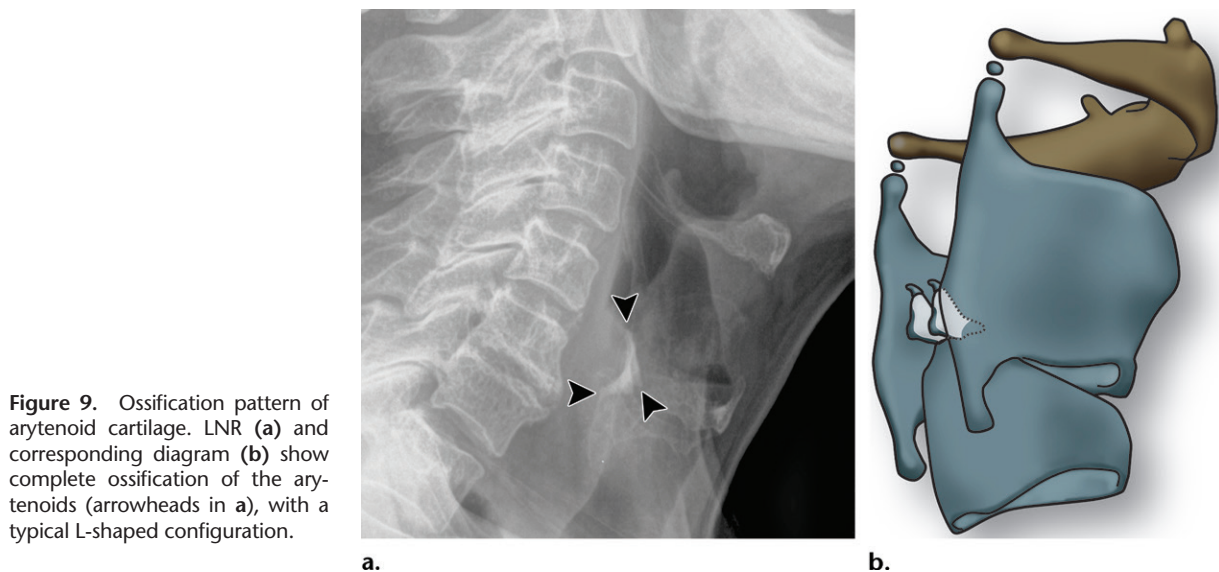 Figure 9. Ossification pattern of
arytenoid cartilage. LNR (a) and
corresponding diagram (b) show
complete ossification of the ary-
tenoids (arrowheads in a), with a
typical L-shaped configuration.
a.
b.